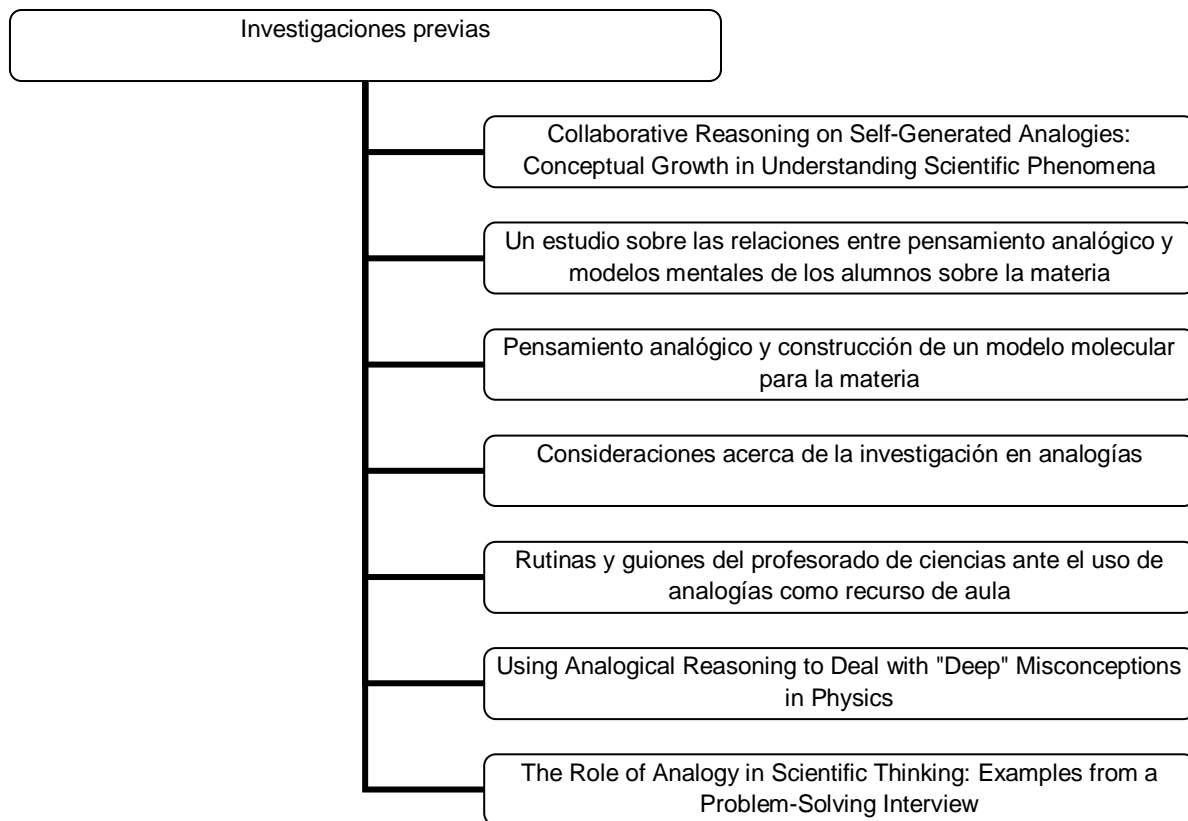 Investigaciones previas
Collaborative Reasoning on Self-Generated Analogies:
Conceptual Growth in Understanding Scientific Phenomena
Un estudio sobre las relaciones entre pensamiento analógico y
modelos mentales de los alumnos sobre la materia
Pensamiento analógico y construcción de un modelo molecular
para la materia
Consideraciones acerca de la investigación en analogías
Rutinas y guiones del profesorado de ciencias ante el uso de
analogías como recurso de aula
Using Analogical Reasoning to Deal with "Deep" Misconceptions
in Physics
The Role of Analogy in Scientific Thinking: Examples from a
Problem-Solving Interview